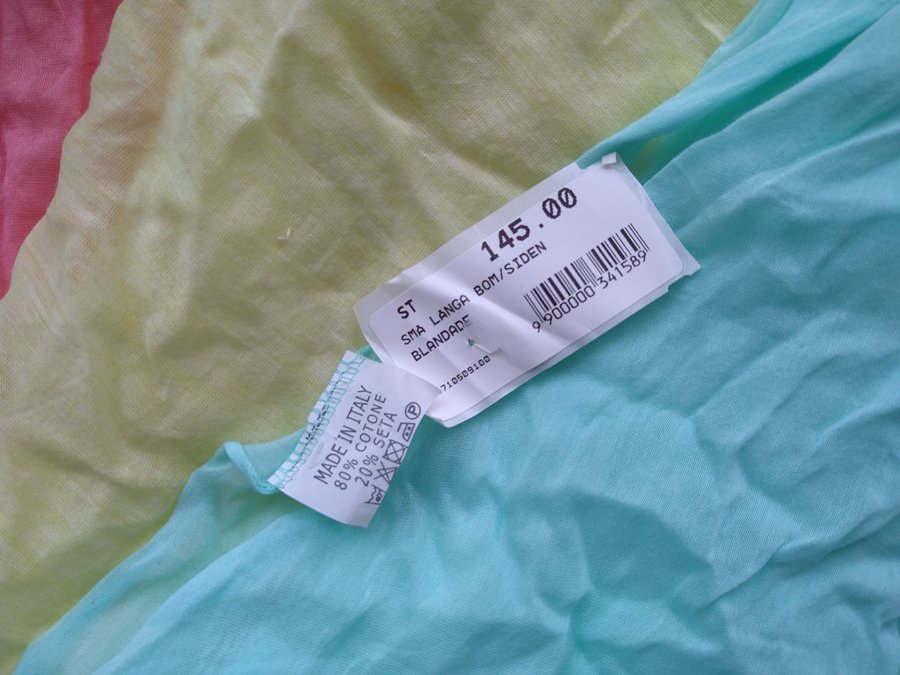 145.00
ST
SMA LANGA BOM/SIDEN
BLANDADE
9 900000 341589
710509100
MADE IN ITALY
80% COTONE
20% SETA
P